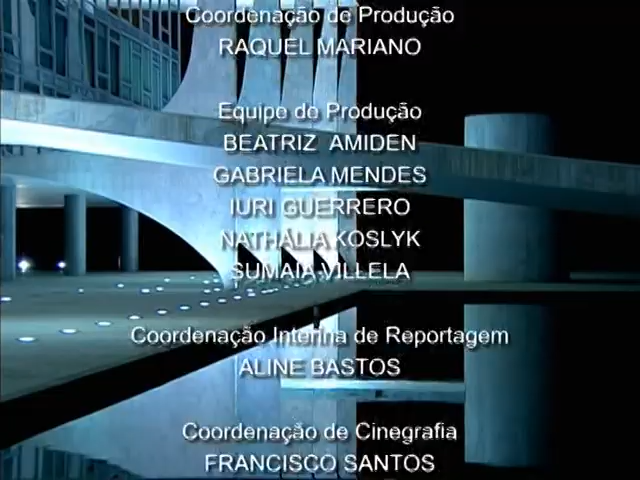 Coordenação de Produção
RAQUEL MARIANO
Equipe de Produção
BEATRIZ AMIDEN
GABRIELA MENDES
IURI GUERRERO
NATHÁLIA KOSLYK
SUMAIA VILLELA
Coordenação Interina de Reportagem
ALINE BASTOS
Coordenação de Cinegrafia
FRANCISCO SANTOS